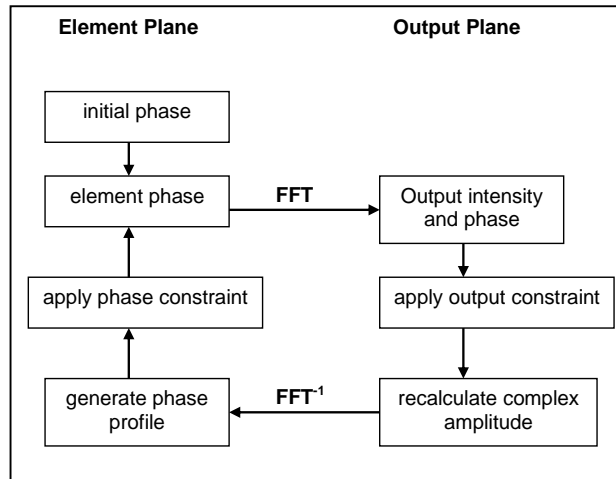 Element Plane
Output Plane
initial phase
element phase
FFT
Output intensity
and phase
apply phase constraint
apply output constraint
generate phase
profile
FFT-1
recalculate complex
amplitude